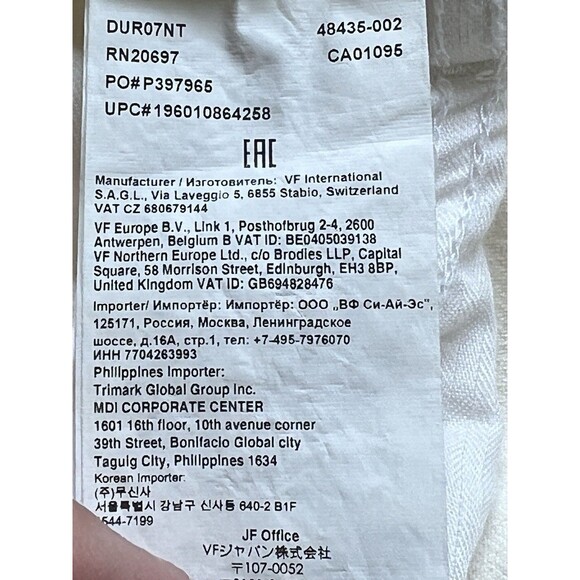 DUR07NT 48435-002
RN20697 CA01095
PO#P397965
UPC#196010864258
EAC
Manufacturer / Изготовитель: VF International
S.A.G.L., Via Laveggio 5, 6855 Stabio, Switzerland
VAT CZ 680679144
VF Europe B.V., Link 1, Posthofbrug 2-4, 2600
Antwerpen, Belgium B VAT ID: BE0405039138
VF Northern Europe Ltd., c/o Brodies LLP, Capital
Square, 58 Morrison Street, Edinburgh, EH3 8BP,
United Kingdom VAT ID: GB694828476
Importer/ Импортёр: Импортёр: ООО „ВФ Си-Ай-Эс",
125171, Россия, Москва, Ленинградское
шоссе, д.16А, стр.1, тел: +7-495-7976070
ИНН 7704263993
Philippines Importer:
Trimark Global Group Inc.
MDI CORPORATE CENTER
1601 16th floor, 10th avenue corner
39th Street, Bonifacio Global city
Taguig City, Philippines 1634
Korean Importer:
(주)무신사
서울특별시 강남구 신사동 640-2 B1F
544-7199
JF Office
VFジャパン株式会社
〒107-0052